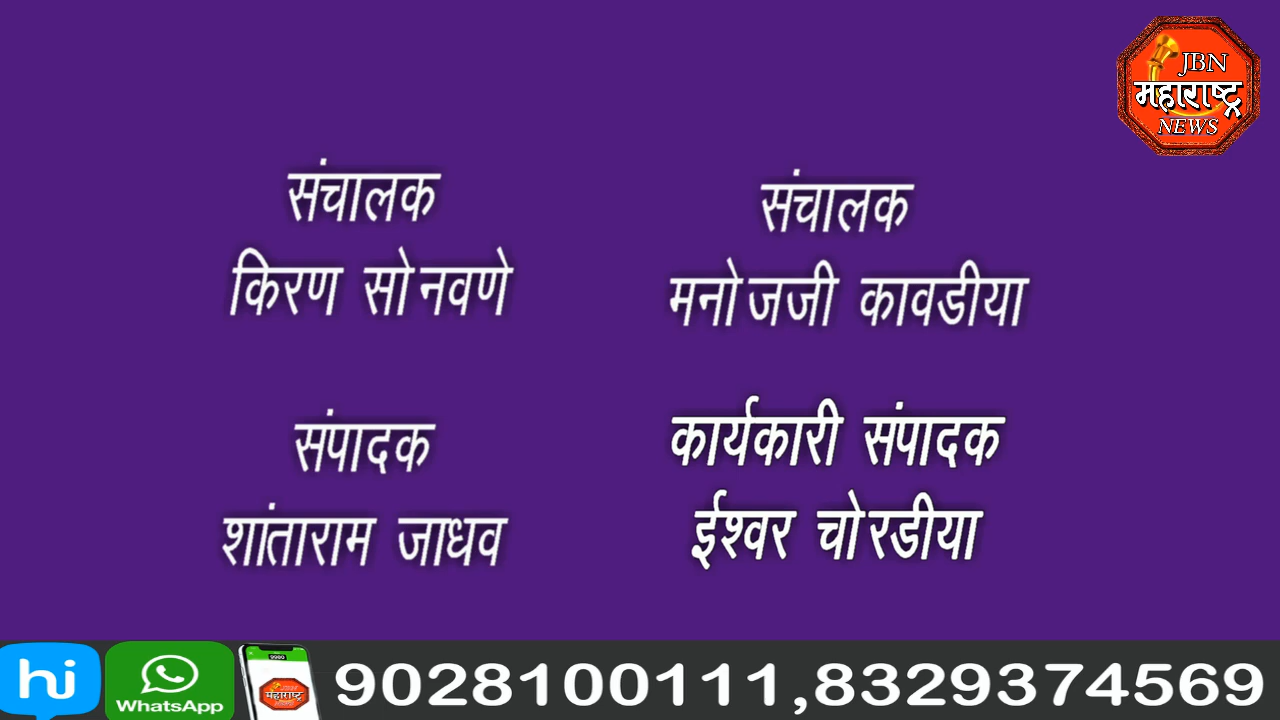 JBN
महाराष्ट्र
NEWS
संचालक
किरण सोनवणे
संचालक
मनोजजी कावडीया
संपादक
शांताराम जाधव
कार्यकारी संपादक
ईश्वर चोरडीया
hi
WhatsApp
महाराष्ट्र
9028100111,8329374569